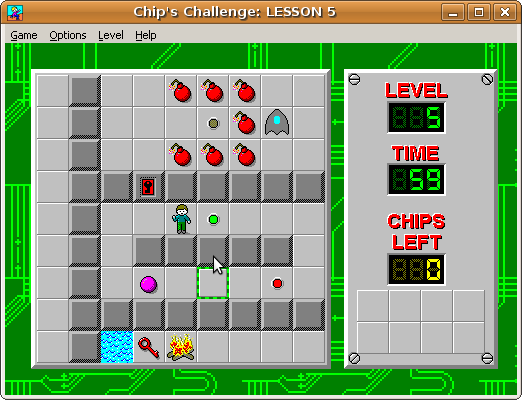 Chip's Challenge: LESSON 5
Game Options Level Help
LEVEL
5
TIME
59
CHIPS
LEFT
0